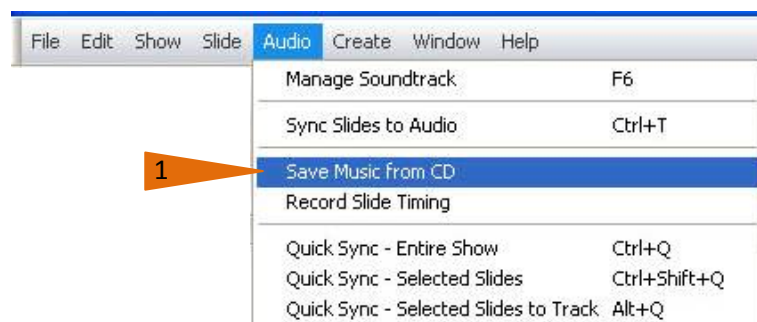 File Edit Show Slide Audio Create Window Help
Manage Soundtrack F6
Sync Slides to Audio Ctrl+T
1 Save Music from CD
Record Slide Timing
Quick Sync - Entire Show Ctrl+Q
Quick Sync - Selected Slides Ctrl+Shift+Q
Quick Sync - Selected Slides to Track Alt+Q